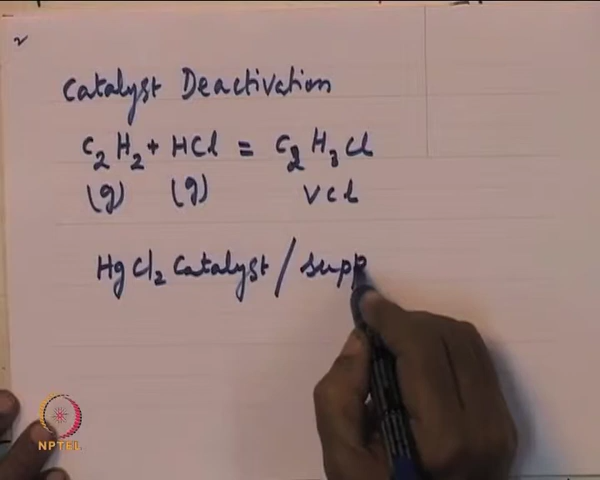 2
Catalyst Deactivation
C2H2 + HCl = C2H3Cl
(g) (g) VCl
HgCl2 Catalyst / supp
NPTEL